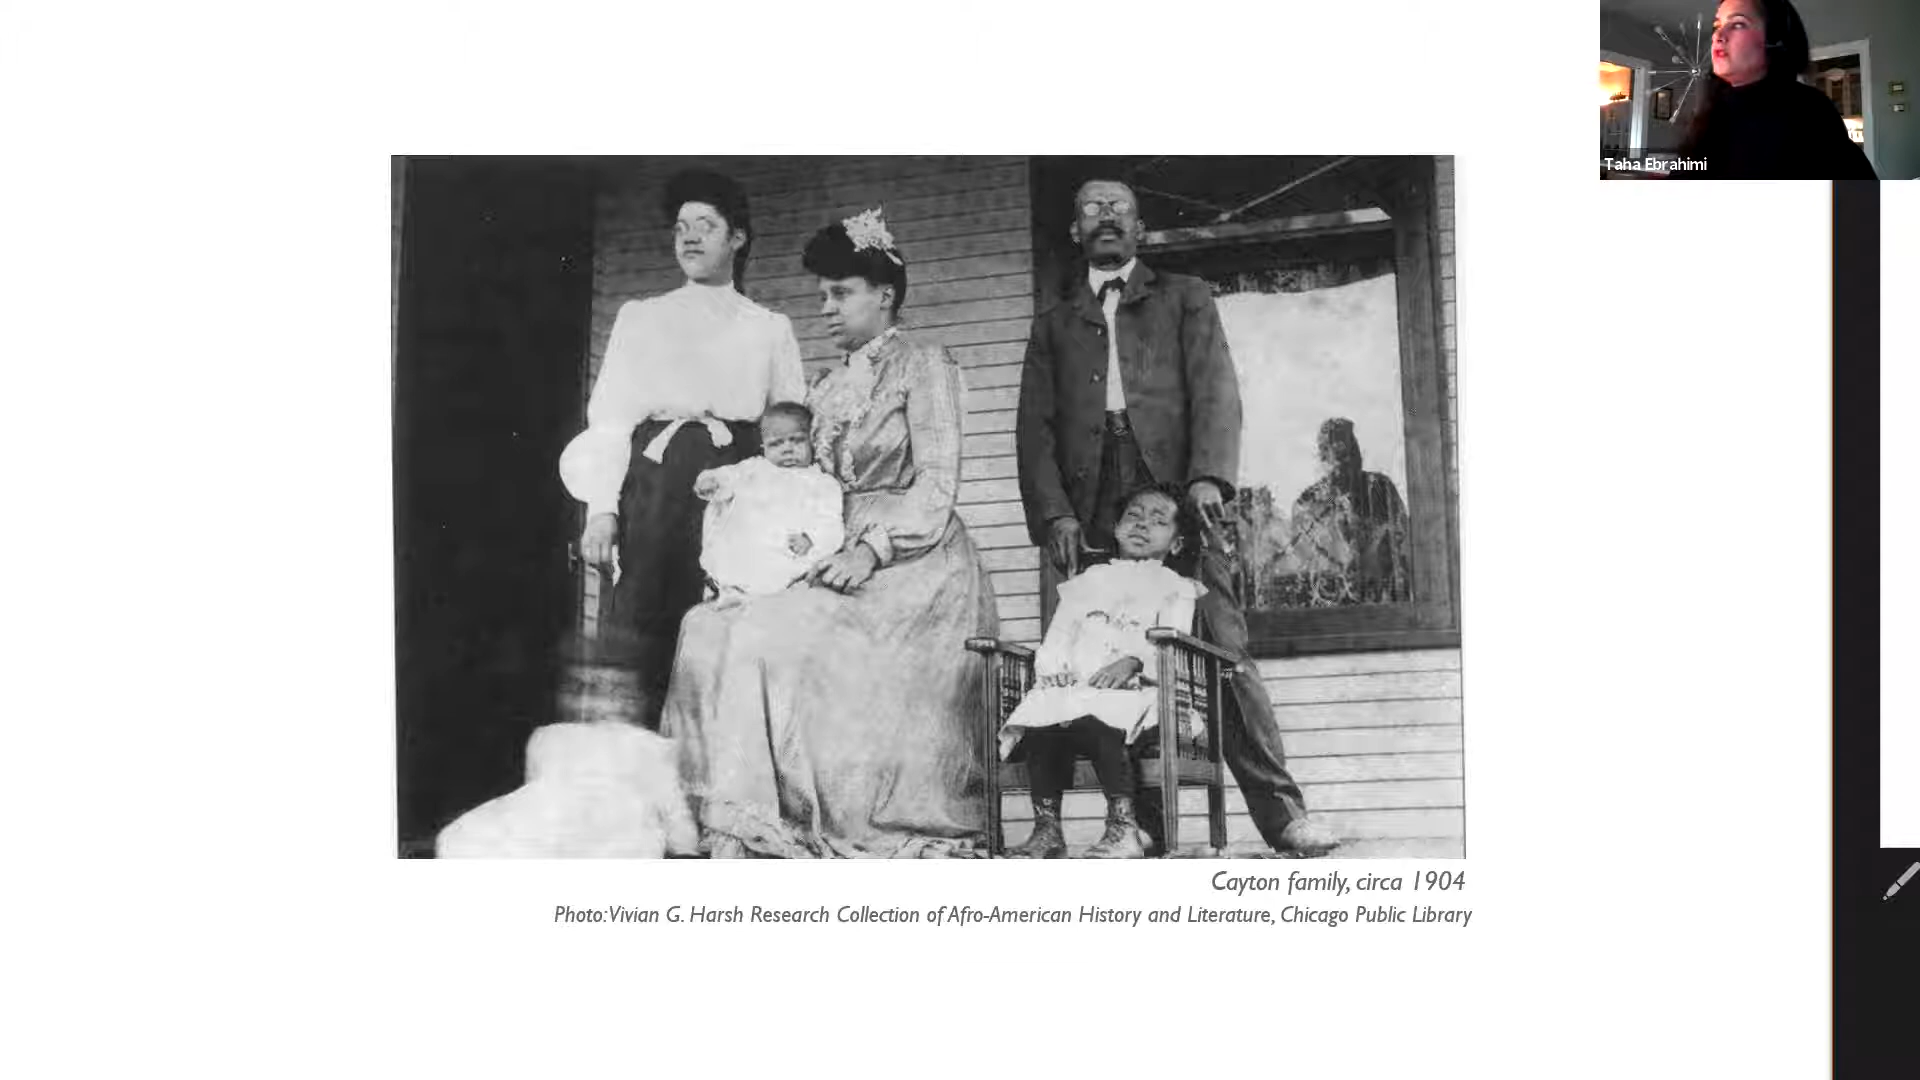 Taha Ebrahimi
Cayton family, circa 1904
Photo: Vivian G. Harsh Research Collection of Afro-American History and Literature, Chicago Public Library